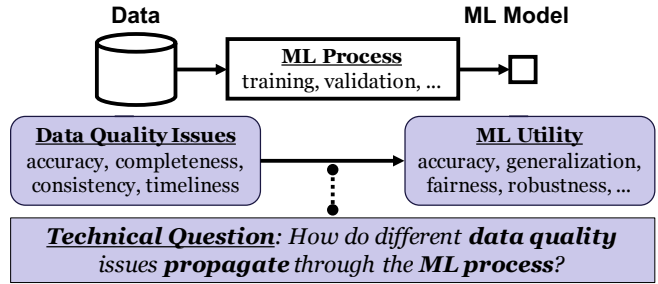 Data
ML Model
ML Process
training, validation, ...
Data Quality Issues
accuracy, completeness,
consistency, timeliness
ML Utility
accuracy, generalization,
fairness, robustness, ...
Technical Question: How do different data quality
issues propagate through the ML process?